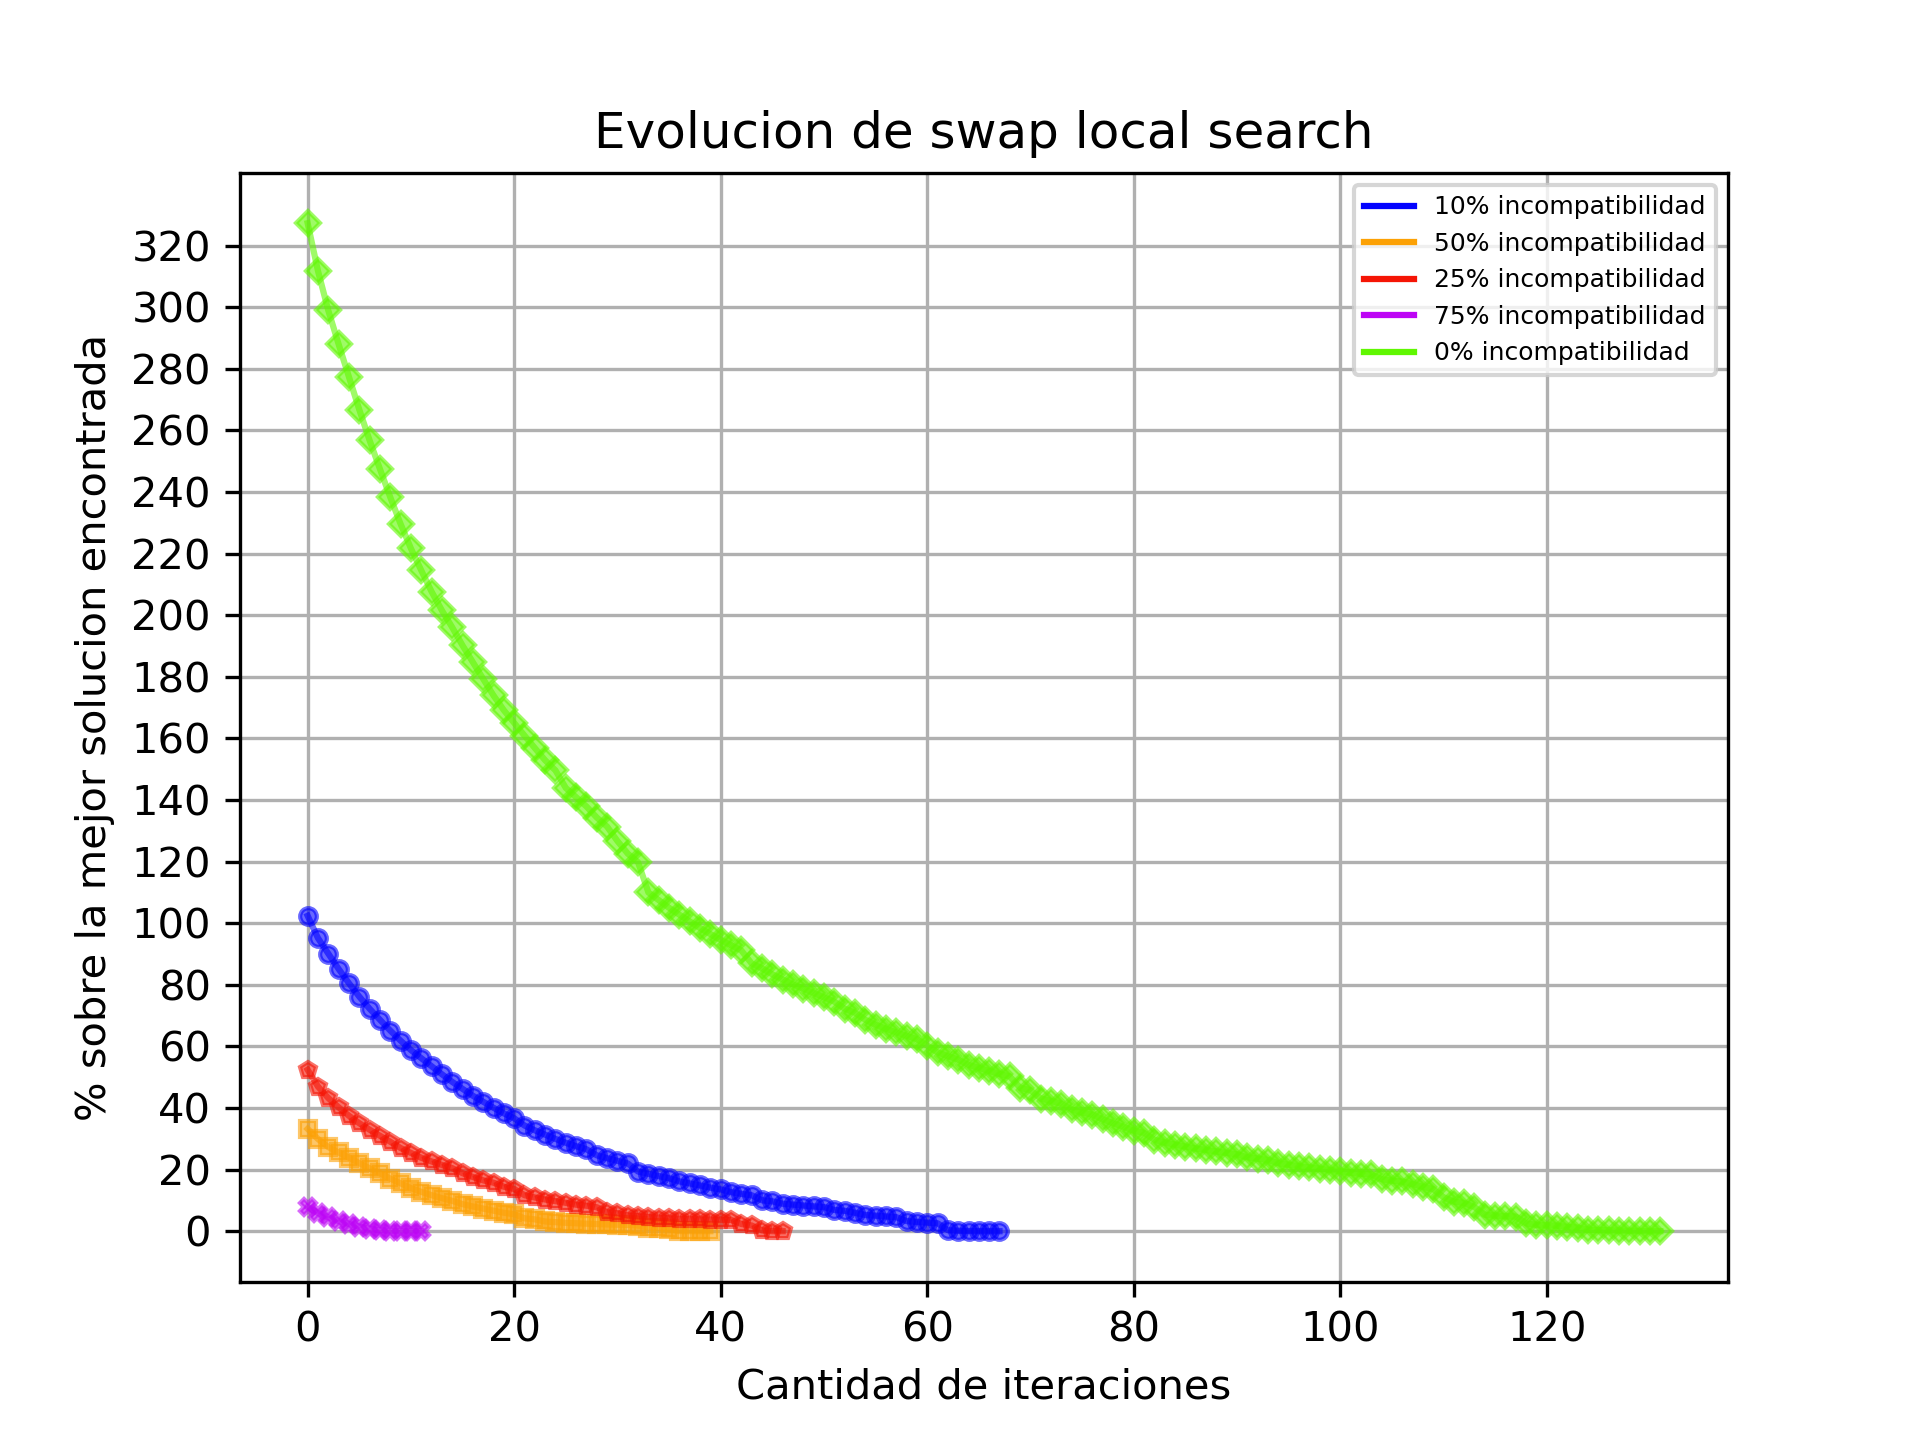 Evolucion de swap local search
10% incompatibilidad
50% incompatibilidad
25% incompatibilidad
75% incompatibilidad
0% incompatibilidad
% sobre la mejor solucion encontrada
320
300
280
260
240
220
200
180
160
140
120
100
80
60
40
20
0
0 20 40 60 80 100 120
Cantidad de iteraciones